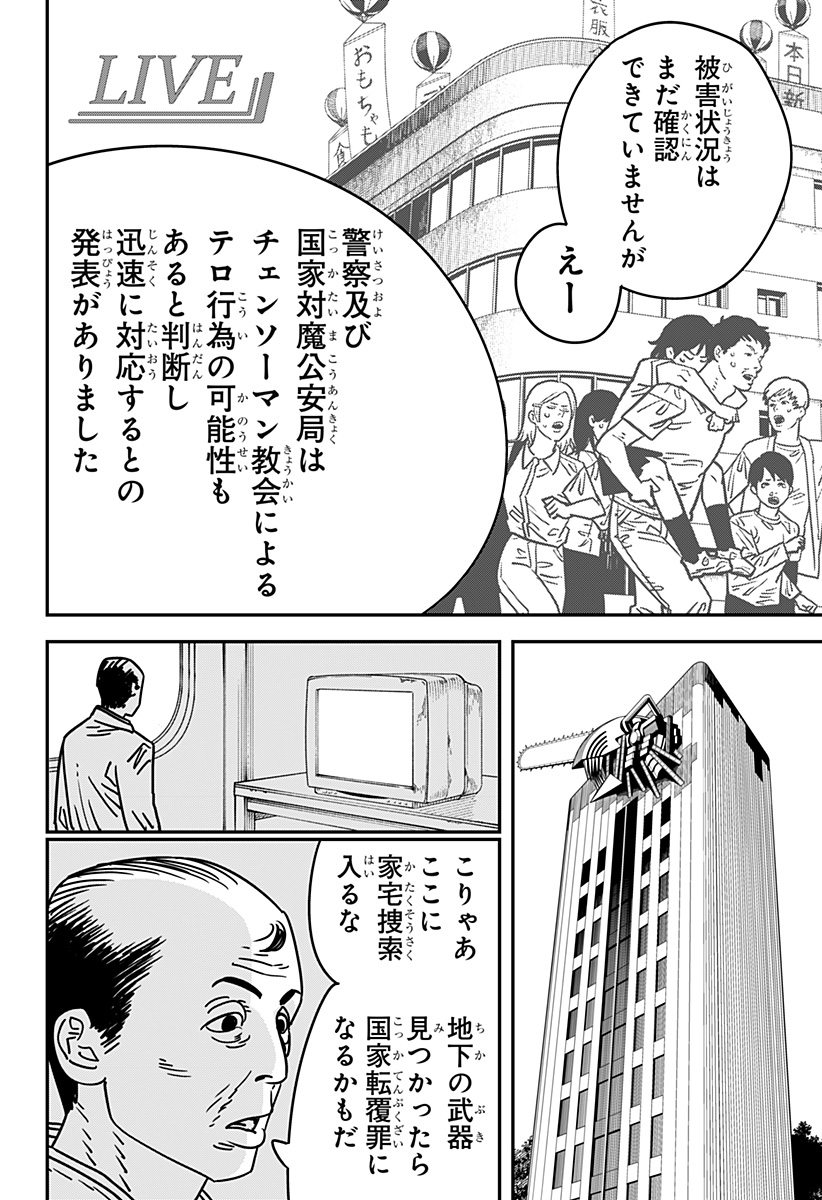 本日新
衣服
被害状況は
まだ確認
できていませんが
えー
おもちゃも
食
LIVE
警察及び
国家対魔公安局は
チェンソーマン教会による
テロ行為の可能性も
あると判断し
迅速に対応するとの
発表がありました
こりゃあ
ここに
家宅捜索
入るな
地下の武器
見つかったら
国家転覆罪に
なるかもだ